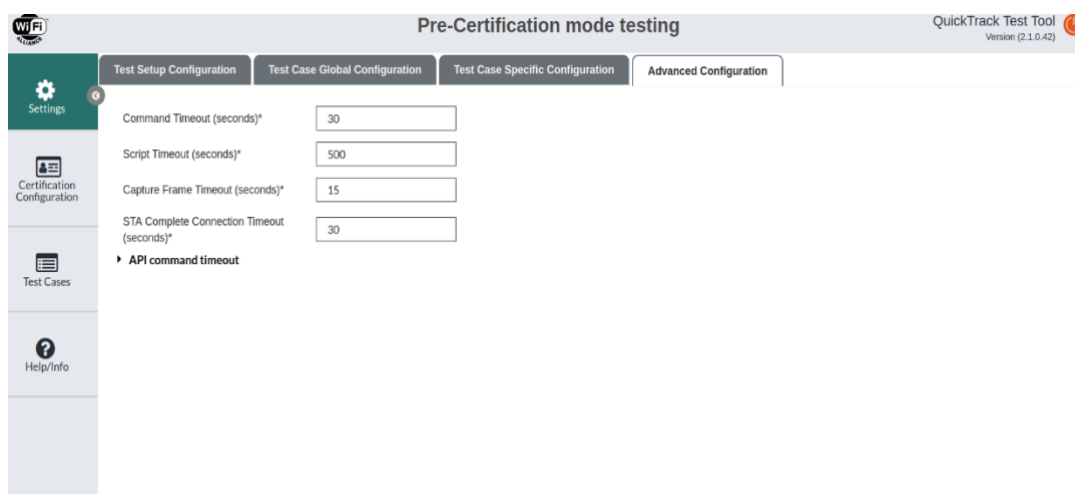 Wi Fi
ALLIANCE
Pre-Certification mode testing
QuickTrack Test Tool
Version (2.1.0.42)
Settings
Certification
Configuration
Test Cases
Help/Info
Test Setup Configuration
Test Case Global Configuration
Test Case Specific Configuration
Advanced Configuration
Command Timeout (seconds)* 30
Script Timeout (seconds)* 500
Capture Frame Timeout (seconds)* 15
STA Complete Connection Timeout
(seconds)* 30
API command timeout